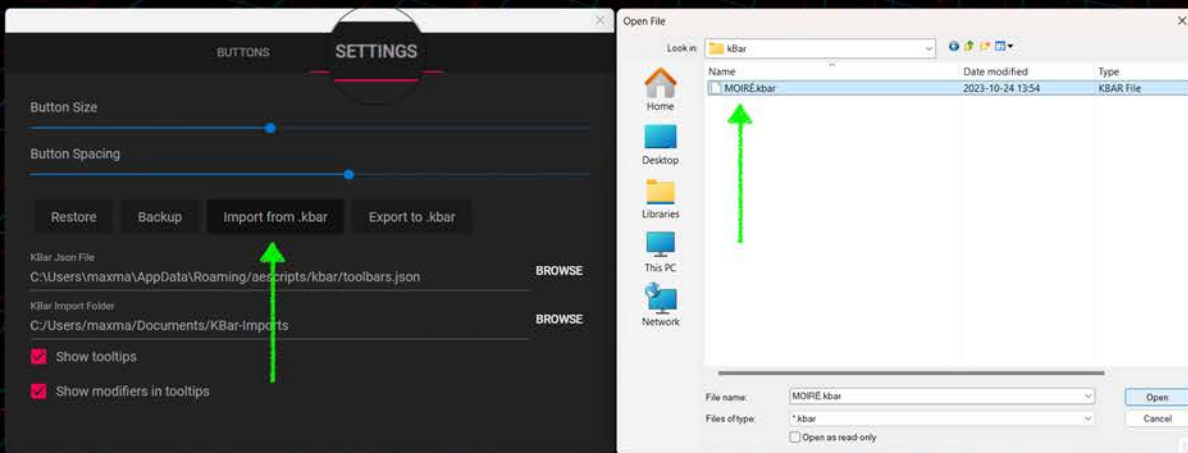 BUTTONS
SETTINGS
Button Size
Button Spacing
Restore
Backup
Import from .kbar
Export to .kbar
KBar Json File
C:\Users\maxma\AppData\Roaming/aescripts/kbar/toolbars.json
BROWSE
KBar Import Folder
C:/Users/maxma/Documents/KBar-Imports
BROWSE
Show tooltips
Show modifiers in tooltips
Open File
Look in:
kBar
Name
Date modified
Type
MOIRÉ.kbar
2023-10-24 13:54
KBAR File
Home
Desktop
Libraries
This PC
Network
File name:
MOIRÉ.kbar
Open
Files of type:
*.kbar
Cancel
Open as read-only